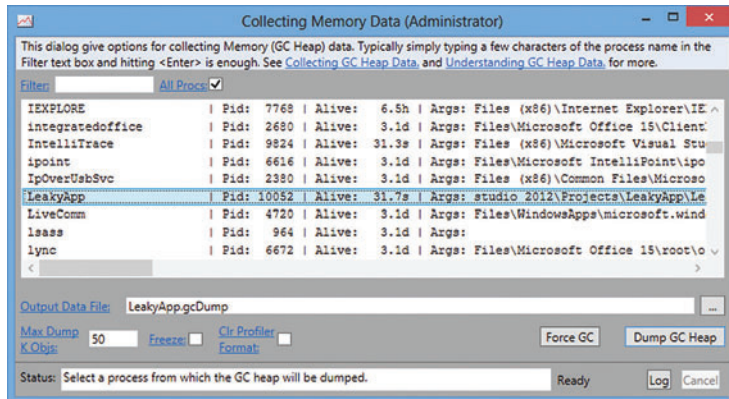 Collecting Memory Data (Administrator)
This dialog give options for collecting Memory (GC Heap) data. Typically simply typing a few characters of the process name in the
Filter text box and hitting <Enter> is enough. See Collecting GC Heap Data, and Understanding GC Heap Data, for more.
Filter: All Procs:
IEXPLORE | Pid: 7768 | Alive: 6.5h | Args: Files (x86)\Internet Explorer\IE
integratedoffice | Pid: 2680 | Alive: 3.1d | Args: Files\Microsoft Office 15\Client
IntelliTrace | Pid: 9824 | Alive: 31.3s | Args: Files (x86)\Microsoft Visual Stu
ipoint | Pid: 6616 | Alive: 3.1d | Args: Files\Microsoft IntelliPoint\ipo
IpOverUsbSvc | Pid: 2380 | Alive: 3.1d | Args: Files (x86)\Common Files\Microso
LeakyApp | Pid: 10052 | Alive: 31.7s | Args: studio 2012\Projects\LeakyApp\Le
LiveComm | Pid: 4720 | Alive: 3.1d | Args: Files\WindowsApps\microsoft.wind
lsass | Pid: 964 | Alive: 3.1d | Args:
lync | Pid: 6672 | Alive: 3.1d | Args: Files\Microsoft Office 15\root\o
Output Data File: LeakyApp.gcDump ...
Max Dump K Objs: 50 Freeze: Clr Profiler Format: Force GC Dump GC Heap
Status: Select a process from which the GC heap will be dumped. Ready Log Cancel